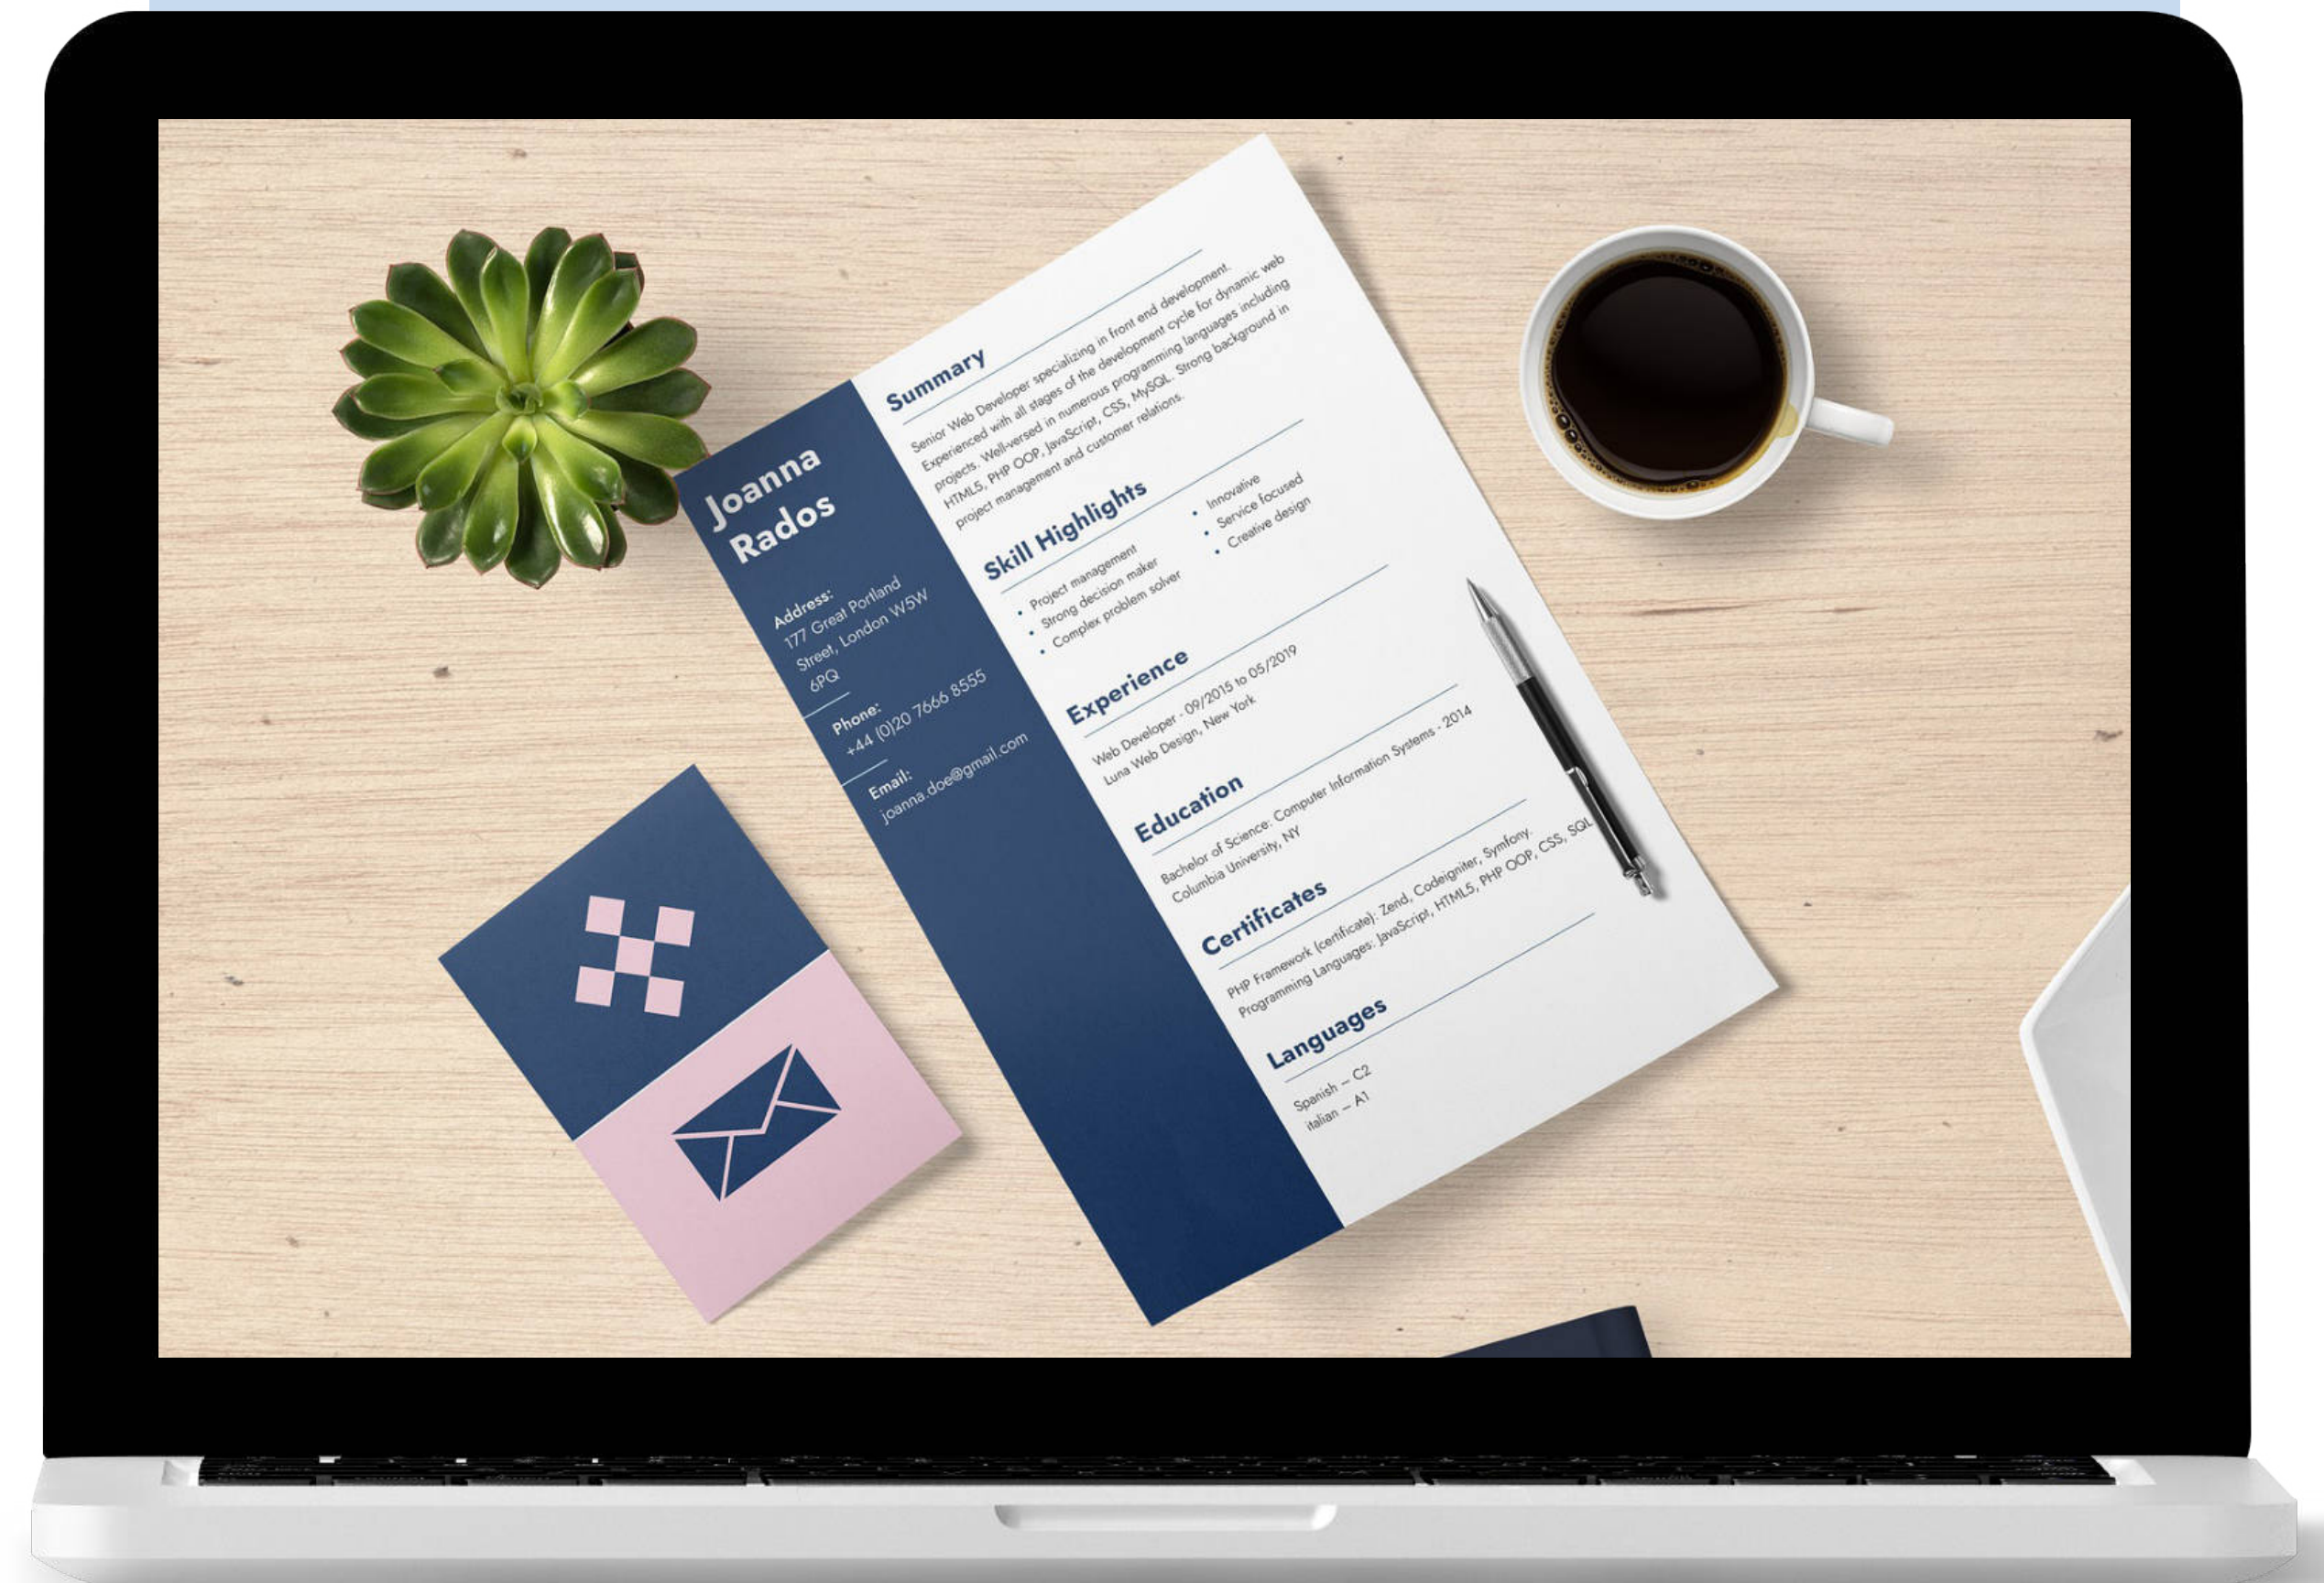 Joanna
Rados
Address:
177 Great Portland
Street, London W5W
6PQ
Phone:
+44 (0)20 7666 8555
Email:
joanna.doe@gmail.com
Summary
Senior Web Developer specializing in front end development.
Experienced with all stages of the development cycle for dynamic web
projects. Well-versed in numerous programming languages including
HTML5, PHP OOP, JavaScript, CSS, MySQL. Strong background in
project management and customer relations.
Skill Highlights
• Project management
• Strong decision maker
• Complex problem solver
• Innovative
• Service focused
• Creative design
Experience
Web Developer - 09/2015 to 05/2019
Luna Web Design, New York
Education
Bachelor of Science: Computer Information Systems - 2014
Columbia University, NY
Certificates
PHP Framework (certificate): Zend, Codeigniter, Symfony.
Programming Languages: JavaScript, HTML5, PHP OOP, CSS, SQL
Languages
Spanish – C2
italian – A1